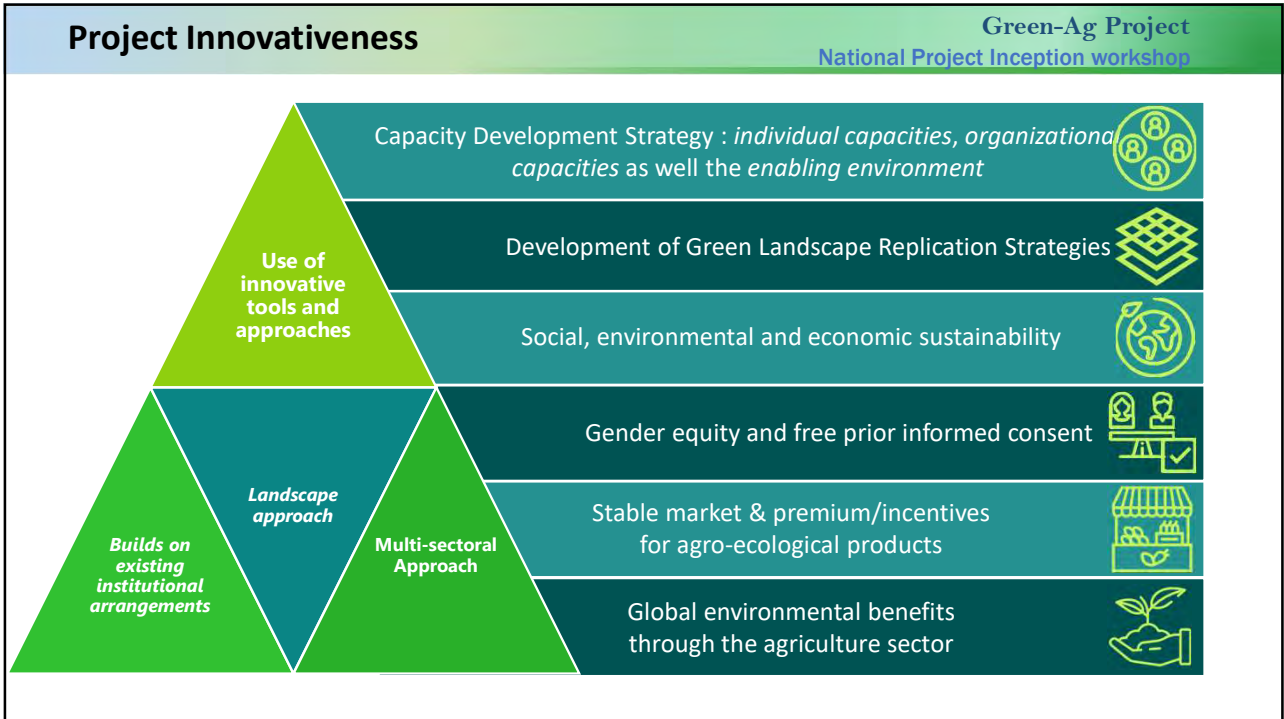 Project Innovativeness
Green-Ag Project
National Project Inception workshop
Capacity Development Strategy : individual capacities, organizationa
capacities as well the enabling environment
Development of Green Landscape Replication Strategies
Social, environmental and economic sustainability
Gender equity and free prior informed consent
Stable market & premium/incentives
for agro-ecological products
Global environmental benefits
through the agriculture sector
Use of
innovative
tools and
approaches
Builds on
existing
institutional
arrangements
Landscape
approach
Multi-sectoral
Approach